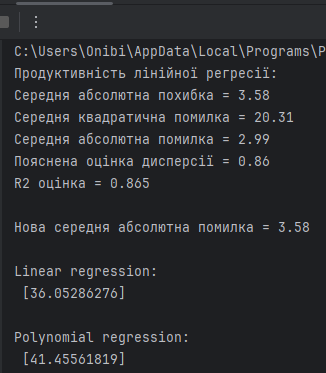 C:\Users\Onibi\AppData\Local\Programs\P
Продуктивність лінійної регресії:
Середня абсолютна похибка = 3.58
Середня квадратична помилка = 20.31
Середня абсолютна помилка = 2.99
Пояснена оцінка дисперсії = 0.86
R2 оцінка = 0.865
Нова середня абсолютна помилка = 3.58
Linear regression:
[36.05286276]
Polynomial regression:
[41.45561819]